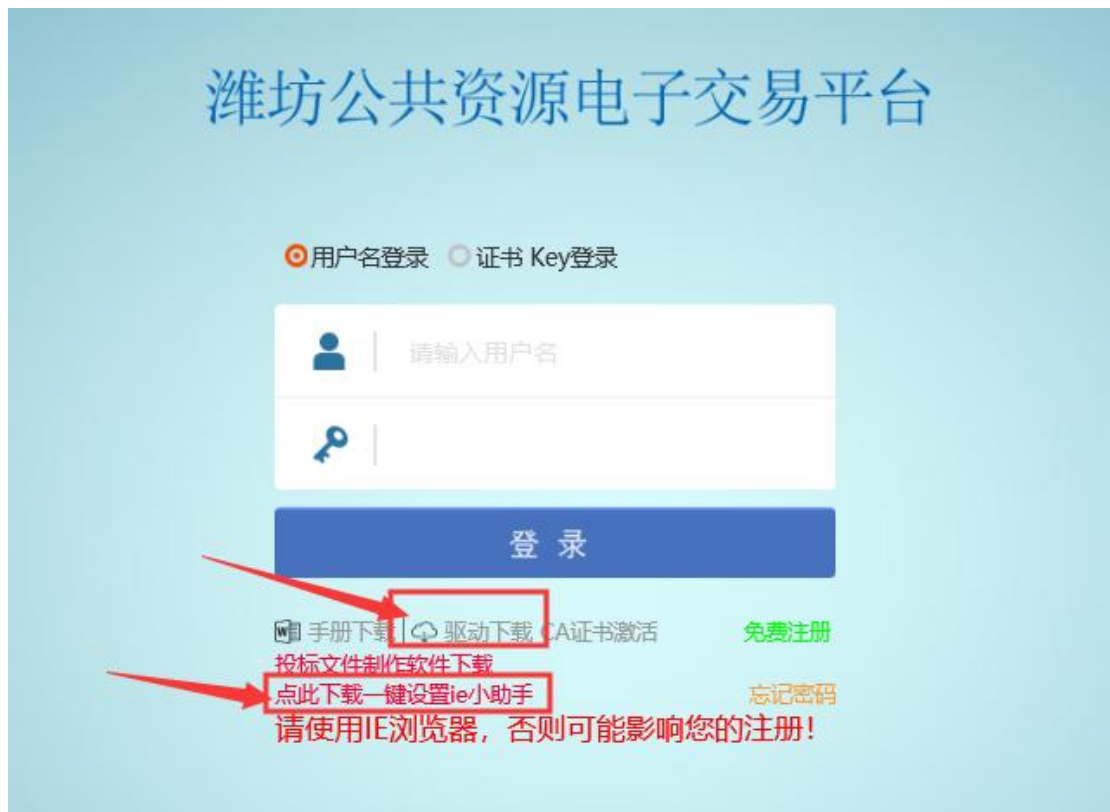 潍坊公共资源电子交易平台
用户名登录 证书 Key登录
请输入用户名
登 录
手册下载 驱动下载 CA证书激活 免费注册
投标文件制作软件下载
点此下载一键设置ie小助手 忘记密码
请使用IE浏览器，否则可能影响您的注册！